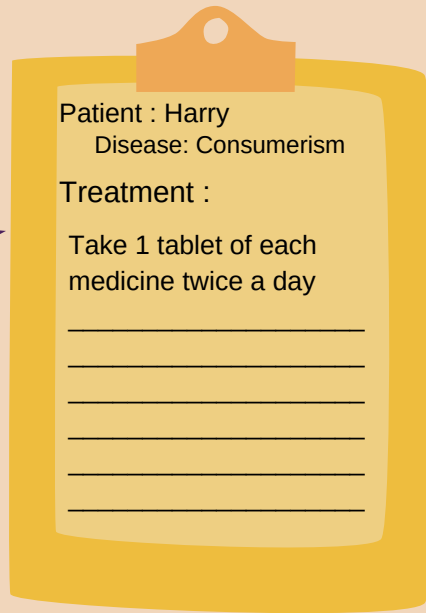 Patient : Harry
Disease: Consumerism
Treatment :
Take 1 tablet of each
medicine twice a day